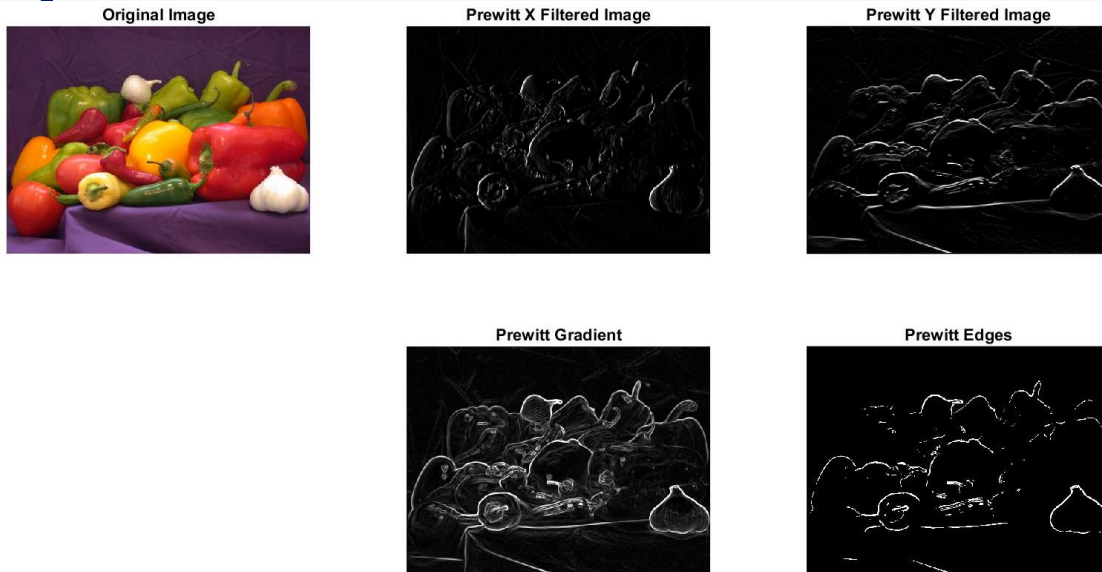 Original Image
Prewitt X Filtered Image
Prewitt Y Filtered Image
Prewitt Gradient
Prewitt Edges